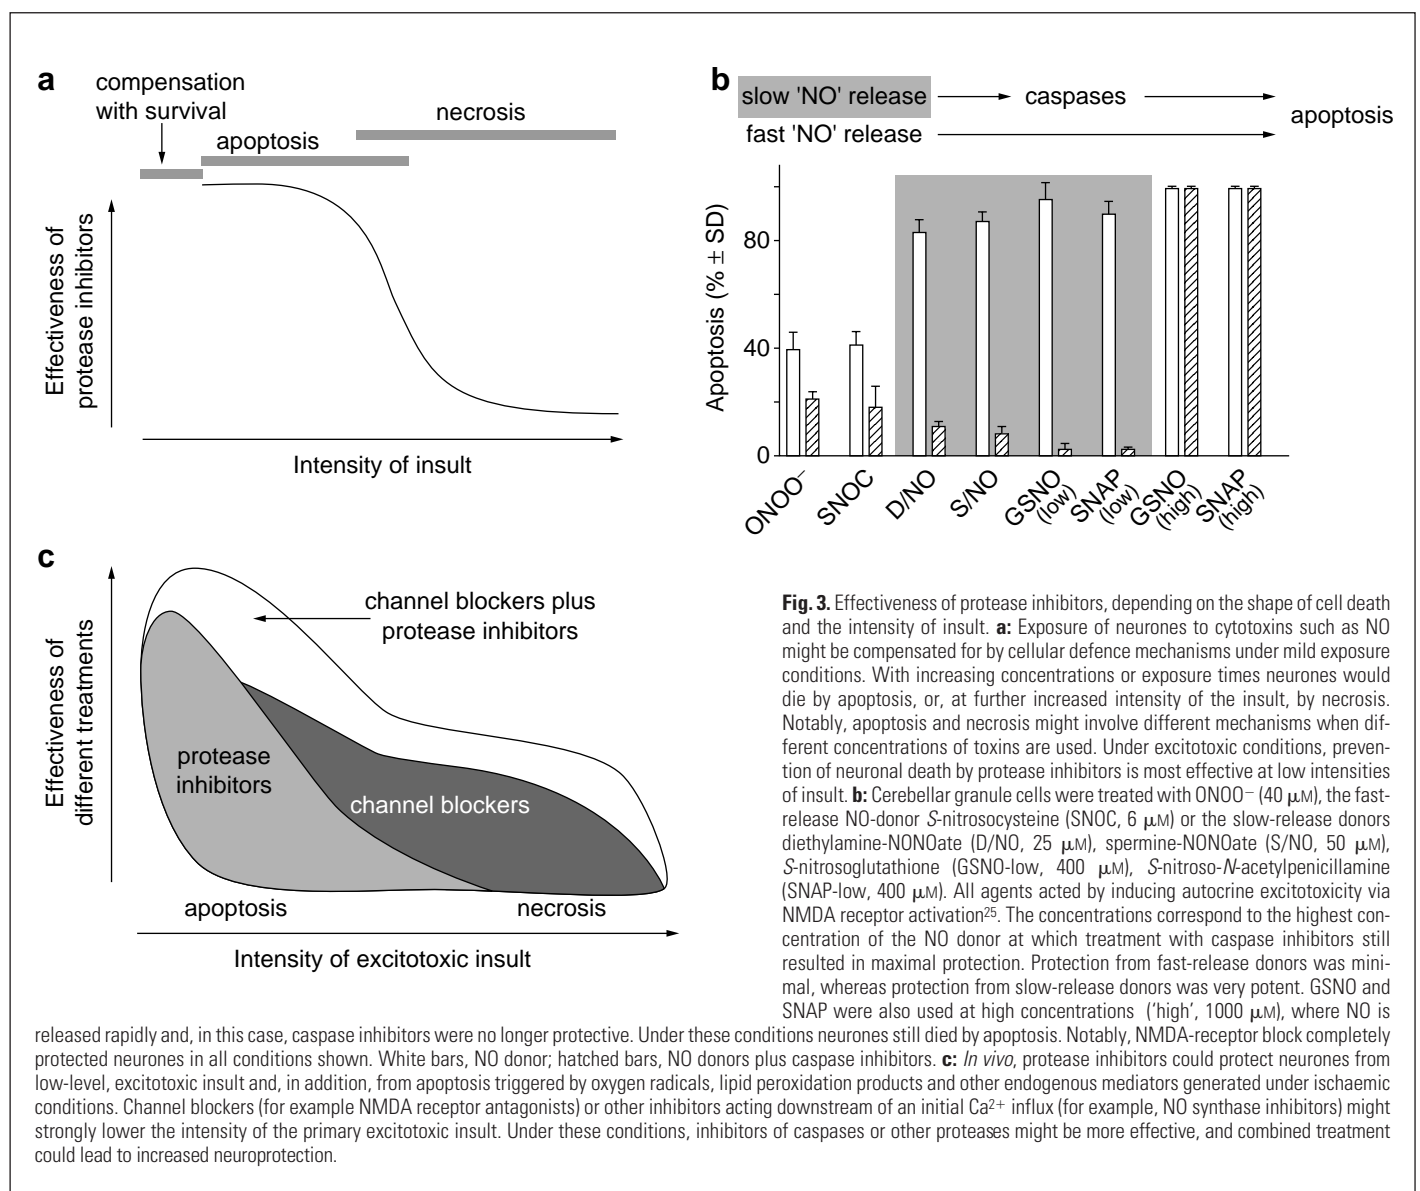 a
compensation
with survival
necrosis
apoptosis
Effectiveness of
protease inhibitors
Intensity of insult
b
slow 'NO' release
caspases
apoptosis
fast 'NO' release
Apoptosis (% ± SD)
80
40
0
ONOO–
SNOC
D/NO
S/NO
GSNO
(low)
SNAP
(low)
GSNO
(high)
SNAP
(high)
c
channel blockers plus
protease inhibitors
Effectiveness of
different treatments
protease
inhibitors
channel blockers
apoptosis
necrosis
Intensity of excitotoxic insult
Fig. 3. Effectiveness of protease inhibitors, depending on the shape of cell death
and the intensity of insult. a: Exposure of neurones to cytotoxins such as NO
might be compensated for by cellular defence mechanisms under mild exposure
conditions. With increasing concentrations or exposure times neurones would
die by apoptosis, or, at further increased intensity of the insult, by necrosis.
Notably, apoptosis and necrosis might involve different mechanisms when dif-
ferent concentrations of toxins are used. Under excitotoxic conditions, preven-
tion of neuronal death by protease inhibitors is most effective at low intensities
of insult. b: Cerebellar granule cells were treated with ONOO– (40 μM), the fast-
release NO-donor S-nitrosocysteine (SNOC, 6 μM) or the slow-release donors
diethylamine-NONOate (D/NO, 25 μM), spermine-NONOate (S/NO, 50 μM),
S-nitrosoglutathione (GSNO-low, 400 μM), S-nitroso-N-acetylpenicillamine
(SNAP-low, 400 μM). All agents acted by inducing autocrine excitotoxicity via
NMDA receptor activation25. The concentrations correspond to the highest con-
centration of the NO donor at which treatment with caspase inhibitors still
resulted in maximal protection. Protection from fast-release donors was mini-
mal, whereas protection from slow-release donors was very potent. GSNO and
SNAP were also used at high concentrations ('high', 1000 μM), where NO is
released rapidly and, in this case, caspase inhibitors were no longer protective. Under these conditions neurones still died by apoptosis. Notably, NMDA-receptor block completely
protected neurones in all conditions shown. White bars, NO donor; hatched bars, NO donors plus caspase inhibitors. c: In vivo, protease inhibitors could protect neurones from
low-level, excitotoxic insult and, in addition, from apoptosis triggered by oxygen radicals, lipid peroxidation products and other endogenous mediators generated under ischaemic
conditions. Channel blockers (for example NMDA receptor antagonists) or other inhibitors acting downstream of an initial Ca2+ influx (for example, NO synthase inhibitors) might
strongly lower the intensity of the primary excitotoxic insult. Under these conditions, inhibitors of caspases or other proteases might be more effective, and combined treatment
could lead to increased neuroprotection.